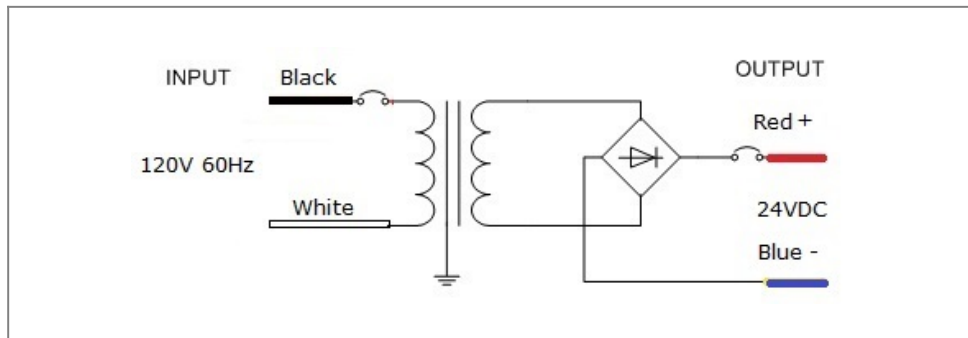 INPUT
Black
120V 60Hz
White
OUTPUT
Red +
24VDC
Blue -